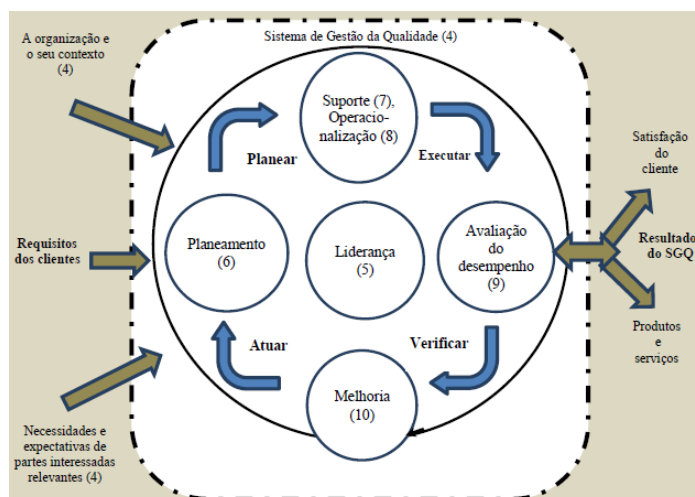 Sistema de Gestão da Qualidade (4)
A organização e
o seu contexto
(4)
Suporte (7),
Operacio-
nalização (8)
Planear
Executar
Satisfação
do
cliente
Requisitos
dos clientes
Planeamento
(6)
Liderança
(5)
Avaliação
do
desempenho
(9)
Resultado
do SGQ
Atuar
Verificar
Produtos
e
serviços
Melhoria
(10)
Necessidades e
expectativas de
partes interessadas
relevantes (4)